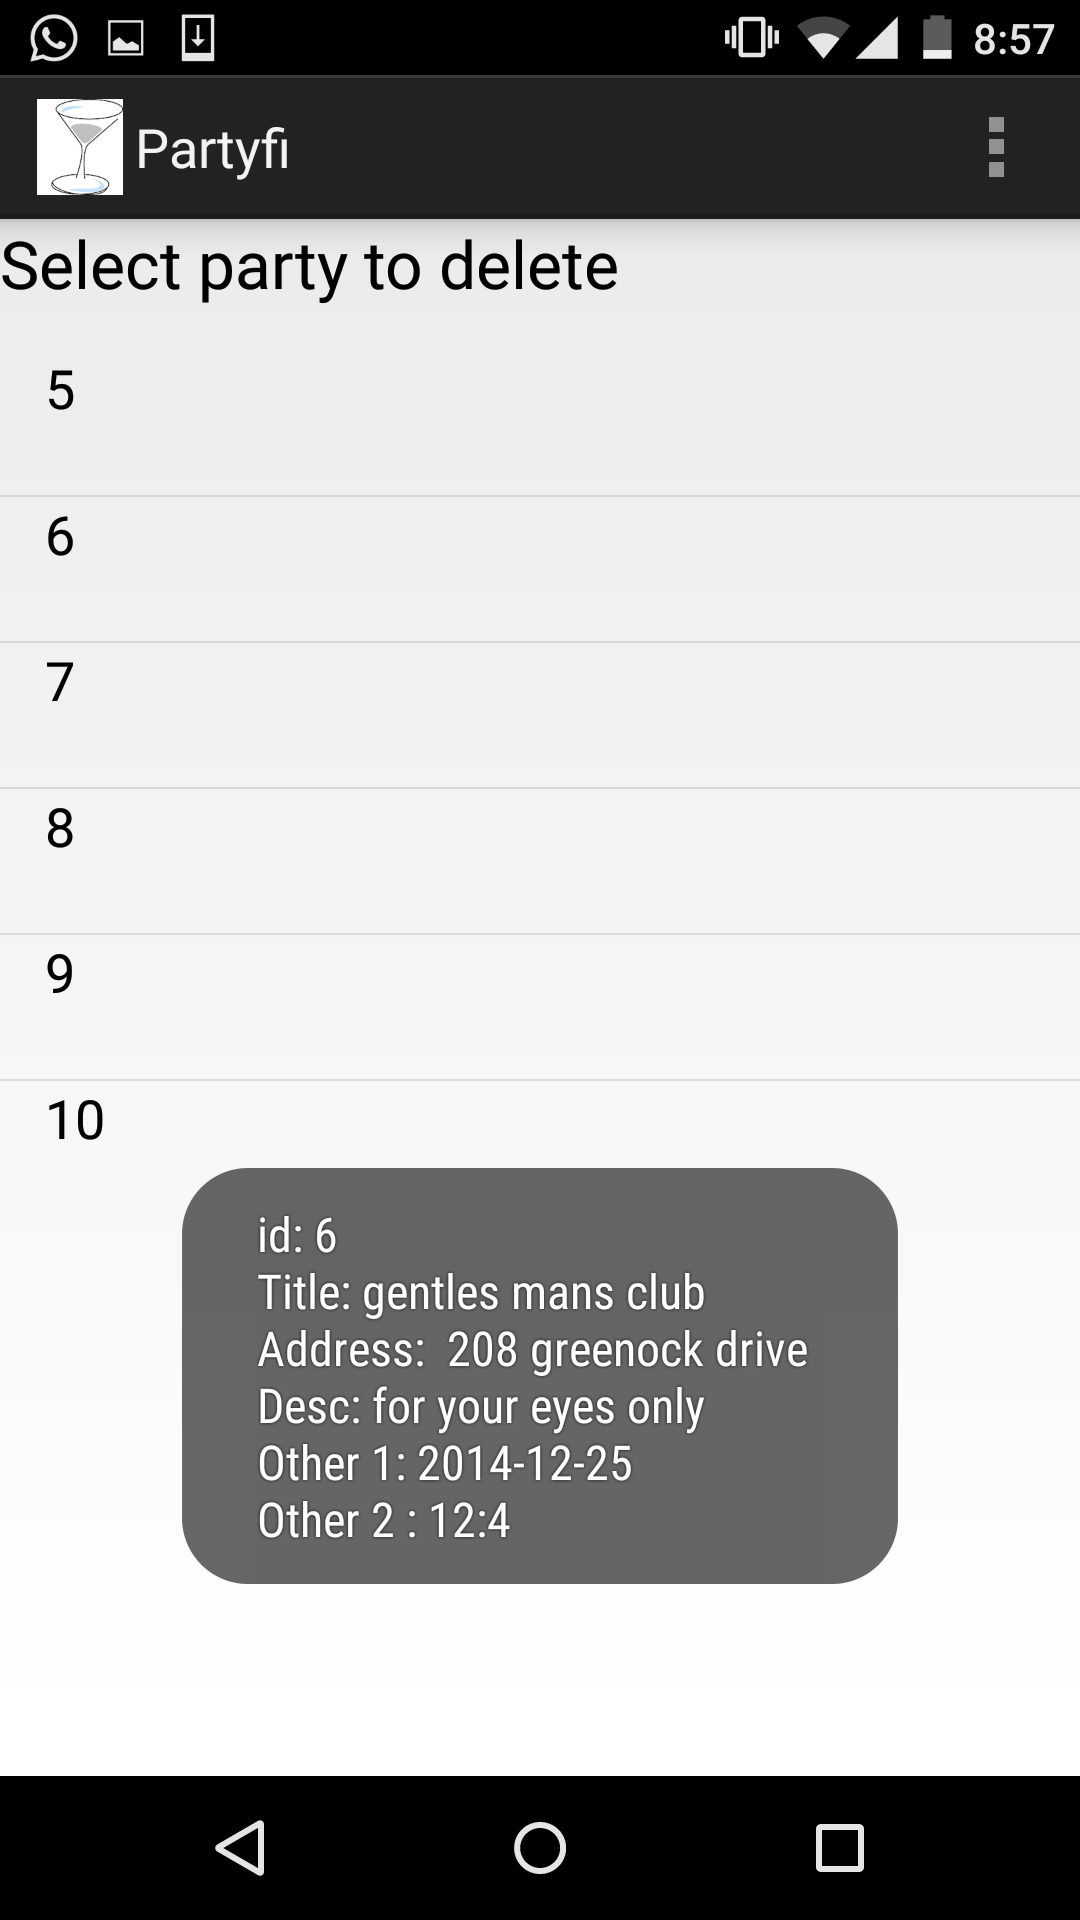 8:57
Partyfi
Select party to delete
5
6
7
8
9
10
id: 6
Title: gentles mans club
Address:  208 greenock drive
Desc: for your eyes only
Other 1: 2014-12-25
Other 2 : 12:4